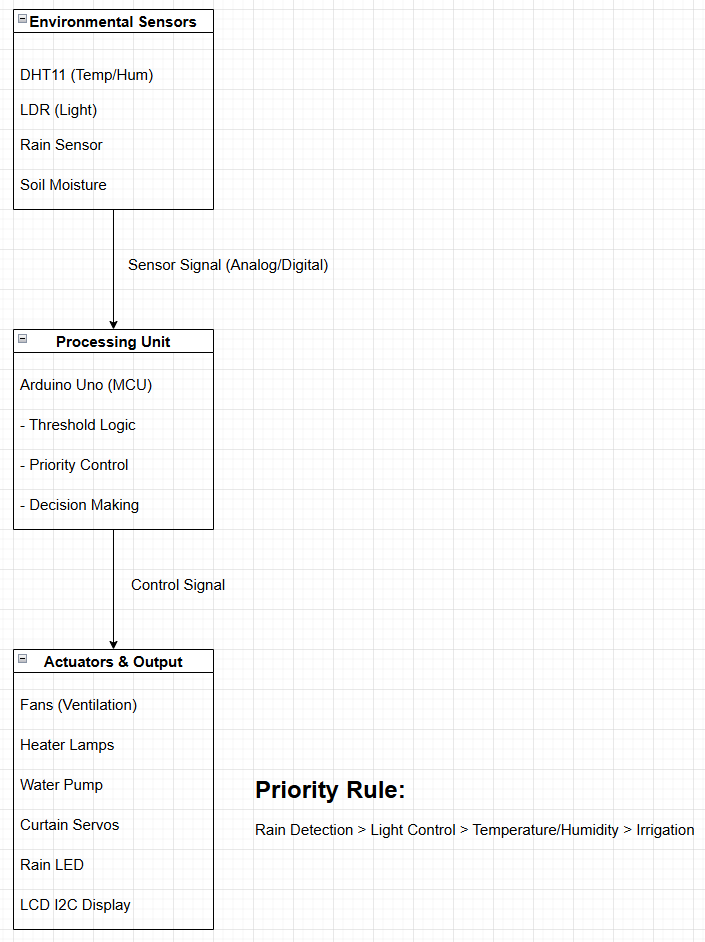 Environmental Sensors
DHT11 (Temp/Hum)
LDR (Light)
Rain Sensor
Soil Moisture
Sensor Signal (Analog/Digital)
Processing Unit
Arduino Uno (MCU)
- Threshold Logic
- Priority Control
- Decision Making
Control Signal
Actuators & Output
Fans (Ventilation)
Heater Lamps
Water Pump
Curtain Servos
Rain LED
LCD I2C Display
Priority Rule:
Rain Detection > Light Control > Temperature/Humidity > Irrigation